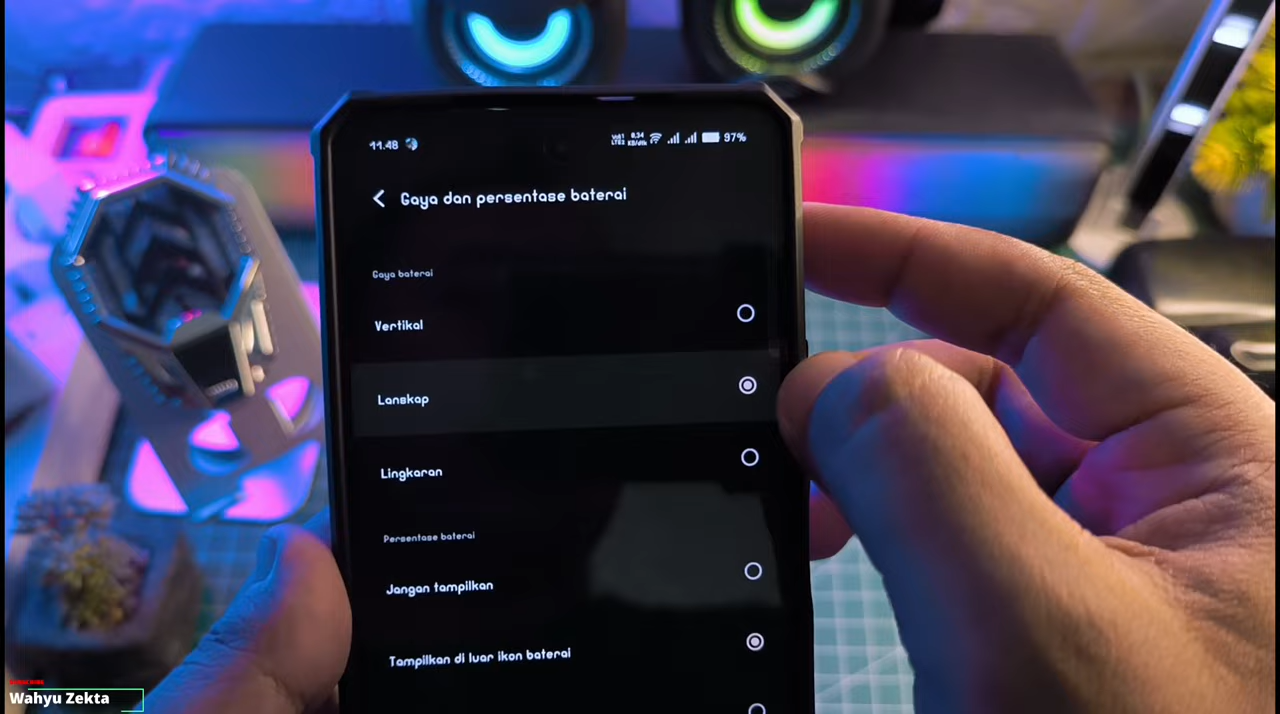 11.48
97%
Gaya dan persentase baterai
Gaya baterai
Vertikal
Lanskap
Lingkaran
Persentase baterai
Jangan tampilkan
Tampilkan di luar ikon baterai
SUBSCRIBE
Wahyu Zekta